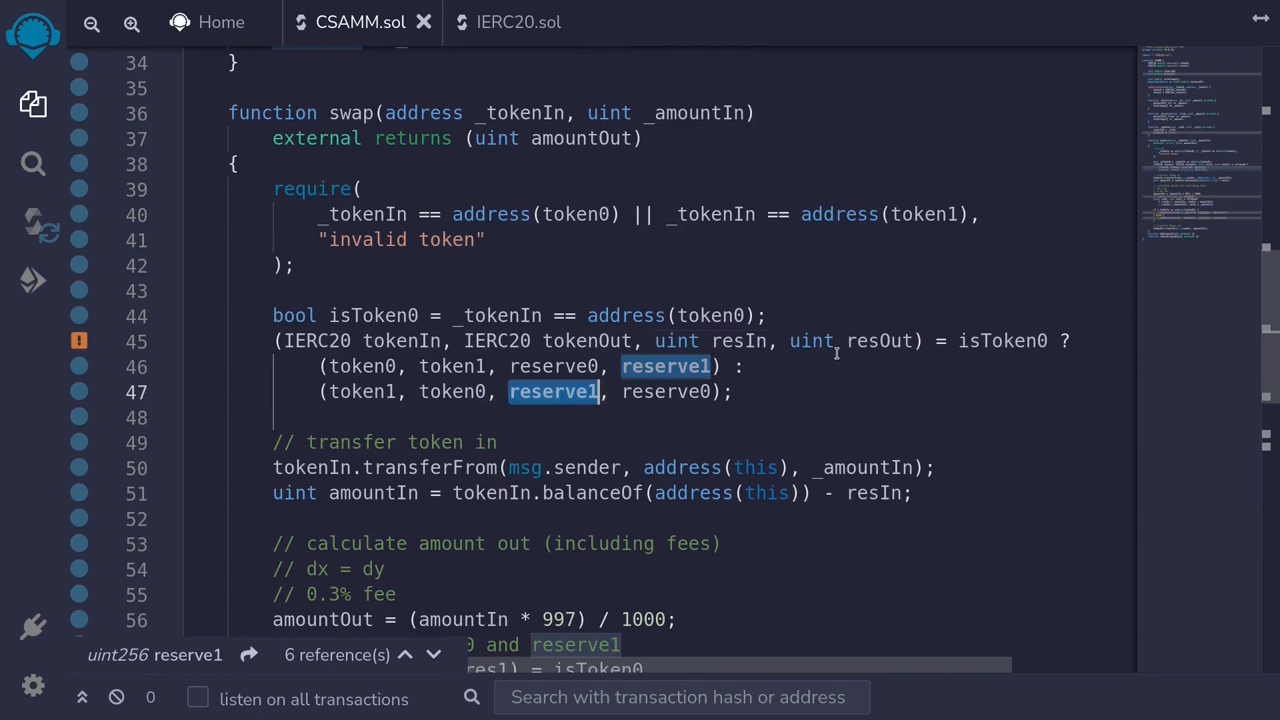 Home
CSAMM.sol
IERC20.sol
34 }
35
36 function swap(address _tokenIn, uint _amountIn)
37 external returns (uint amountOut)
38 {
39 require(
40 _tokenIn == address(token0) || _tokenIn == address(token1),
41 "invalid token"
42 );
43
44 bool isToken0 = _tokenIn == address(token0);
45 (IERC20 tokenIn, IERC20 tokenOut, uint resIn, uint resOut) = isToken0 ?
46 (token0, token1, reserve0, reserve1) :
47 (token1, token0, reserve1, reserve0);
48
49 // transfer token in
50 tokenIn.transferFrom(msg.sender, address(this), _amountIn);
51 uint amountIn = tokenIn.balanceOf(address(this)) - resIn;
52
53 // calculate amount out (including fees)
54 // dx = dy
55 // 0.3% fee
56 amountOut = (amountIn * 997) / 1000;
0 and reserve1
res1) = isToken0
uint256 reserve1 6 reference(s)
0 listen on all transactions Search with transaction hash or address